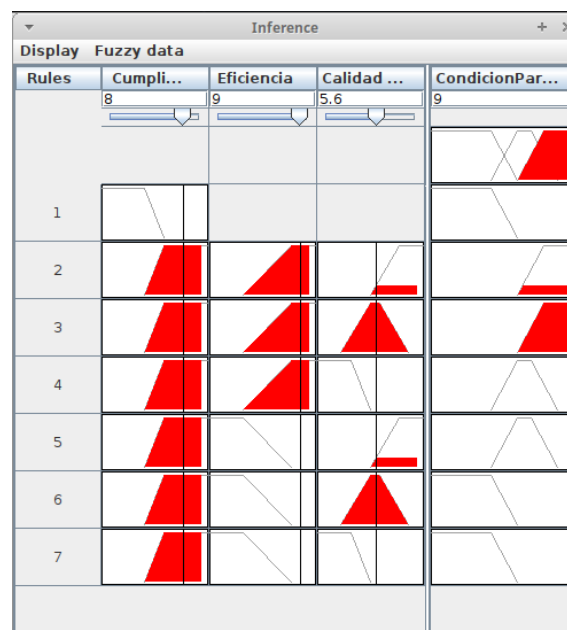 Inference
Display Fuzzy data
Rules Cumpli... Eficiencia Calidad ... CondicionPar...
8 9 5.6 9
1
2
3
4
5
6
7